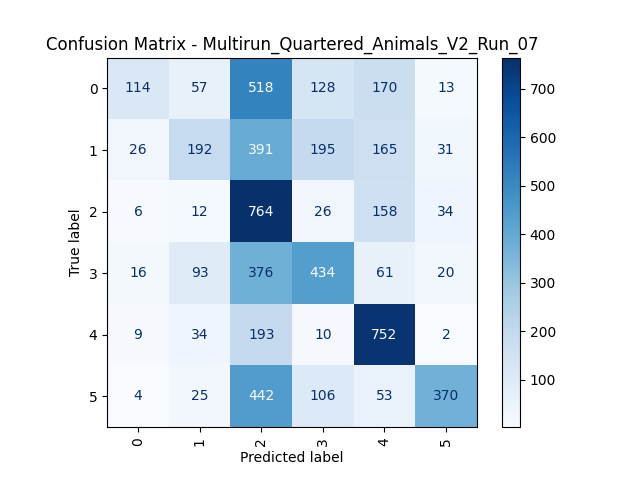 Confusion Matrix - Multirun_Quartered_Animals_V2_Run_07
True label
0 114 57 518 128 170 13
1 26 192 391 195 165 31
2 6 12 764 26 158 34
3 16 93 376 434 61 20
4 9 34 193 10 752 2
5 4 25 442 106 53 370
0 1 2 3 4 5
Predicted label
700
600
500
400
300
200
100